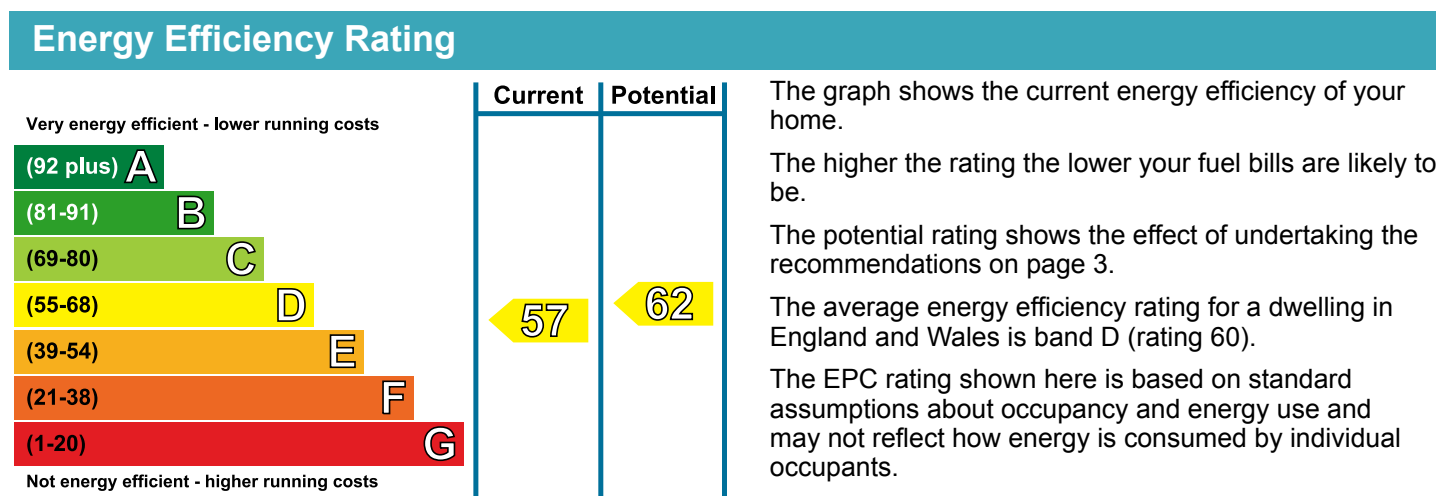 Energy Efficiency Rating
Current
Potential
Very energy efficient - lower running costs
(92 plus) A
(81-91) B
(69-80) C
(55-68) D
(39-54) E
(21-38) F
(1-20) G
Not energy efficient - higher running costs
57
62
The graph shows the current energy efficiency of your
home.
The higher the rating the lower your fuel bills are likely to
be.
The potential rating shows the effect of undertaking the
recommendations on page 3.
The average energy efficiency rating for a dwelling in
England and Wales is band D (rating 60).
The EPC rating shown here is based on standard
assumptions about occupancy and energy use and
may not reflect how energy is consumed by individual
occupants.